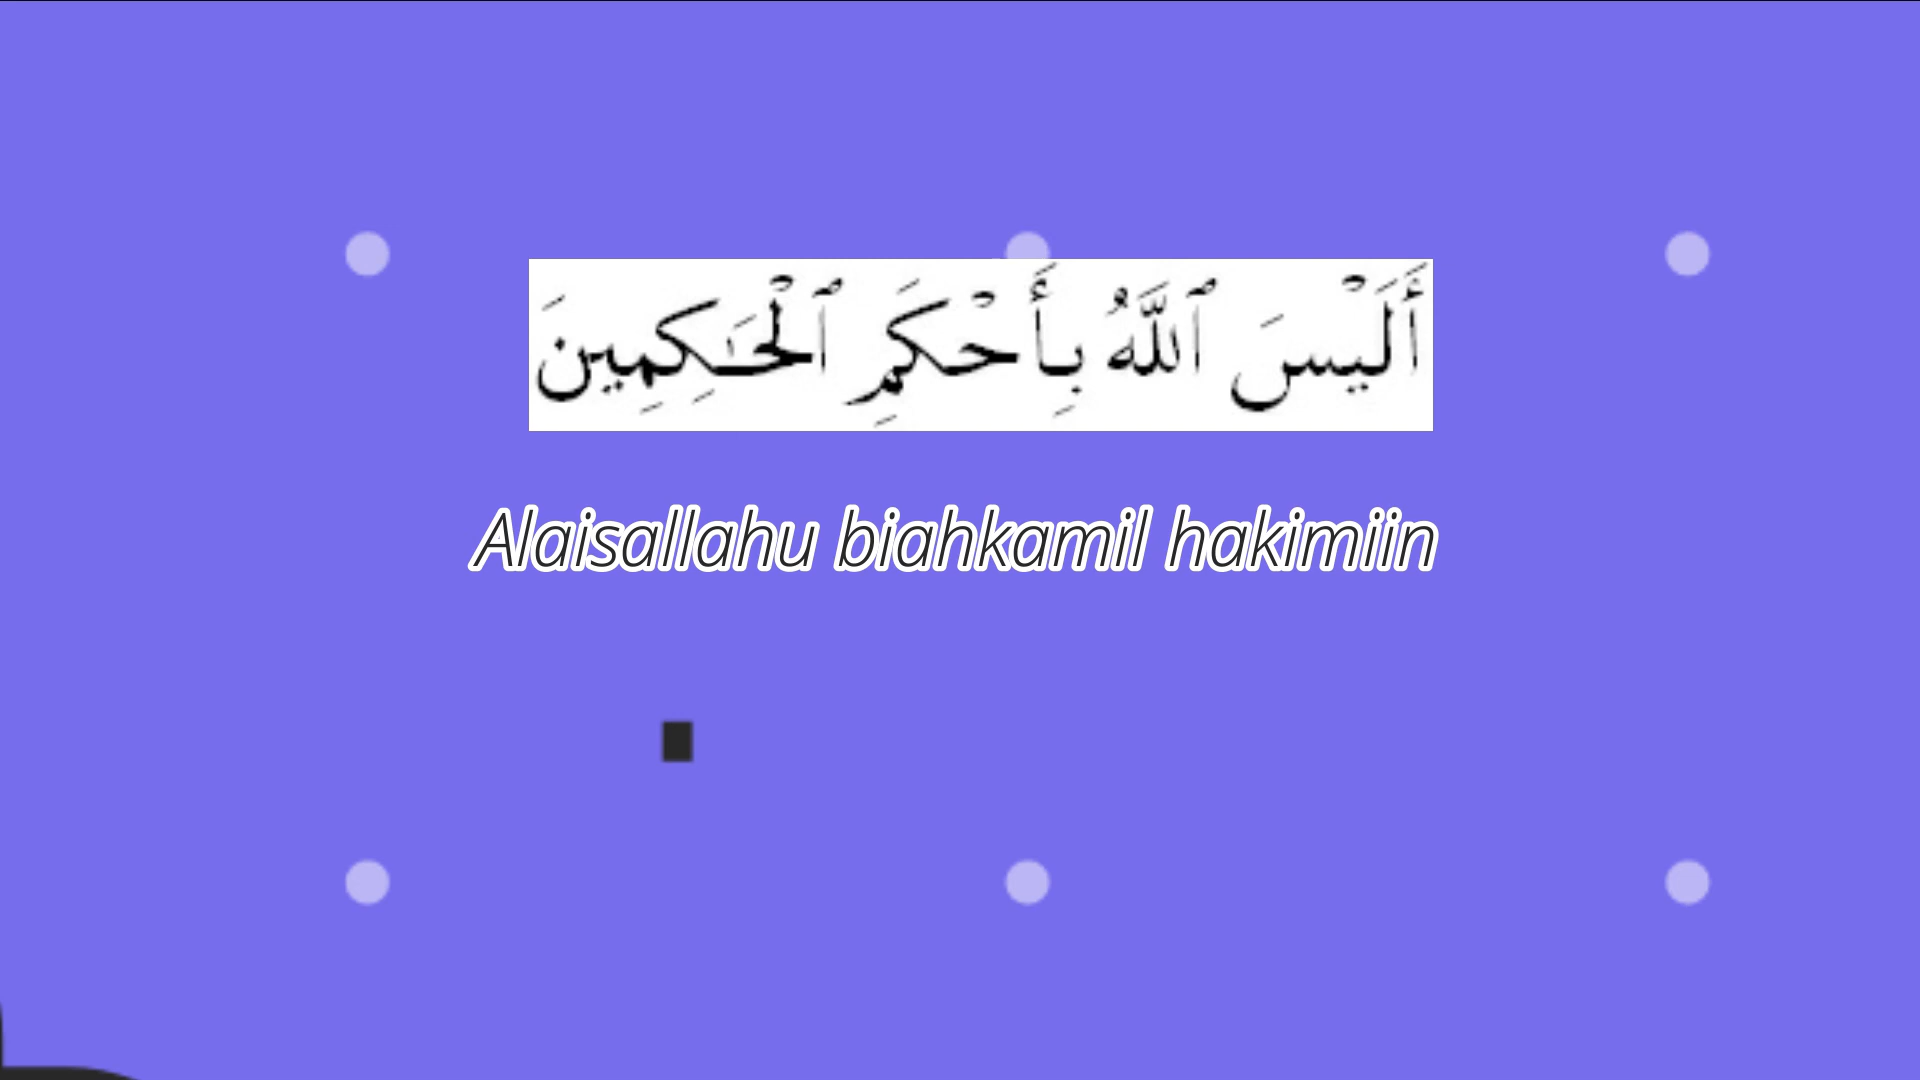 أَلَيْسَ ٱللَّهُ بِأَحْكَمِ ٱلْحَـٰكِمِينَ
Alaisallahu biahkamil hakimiin